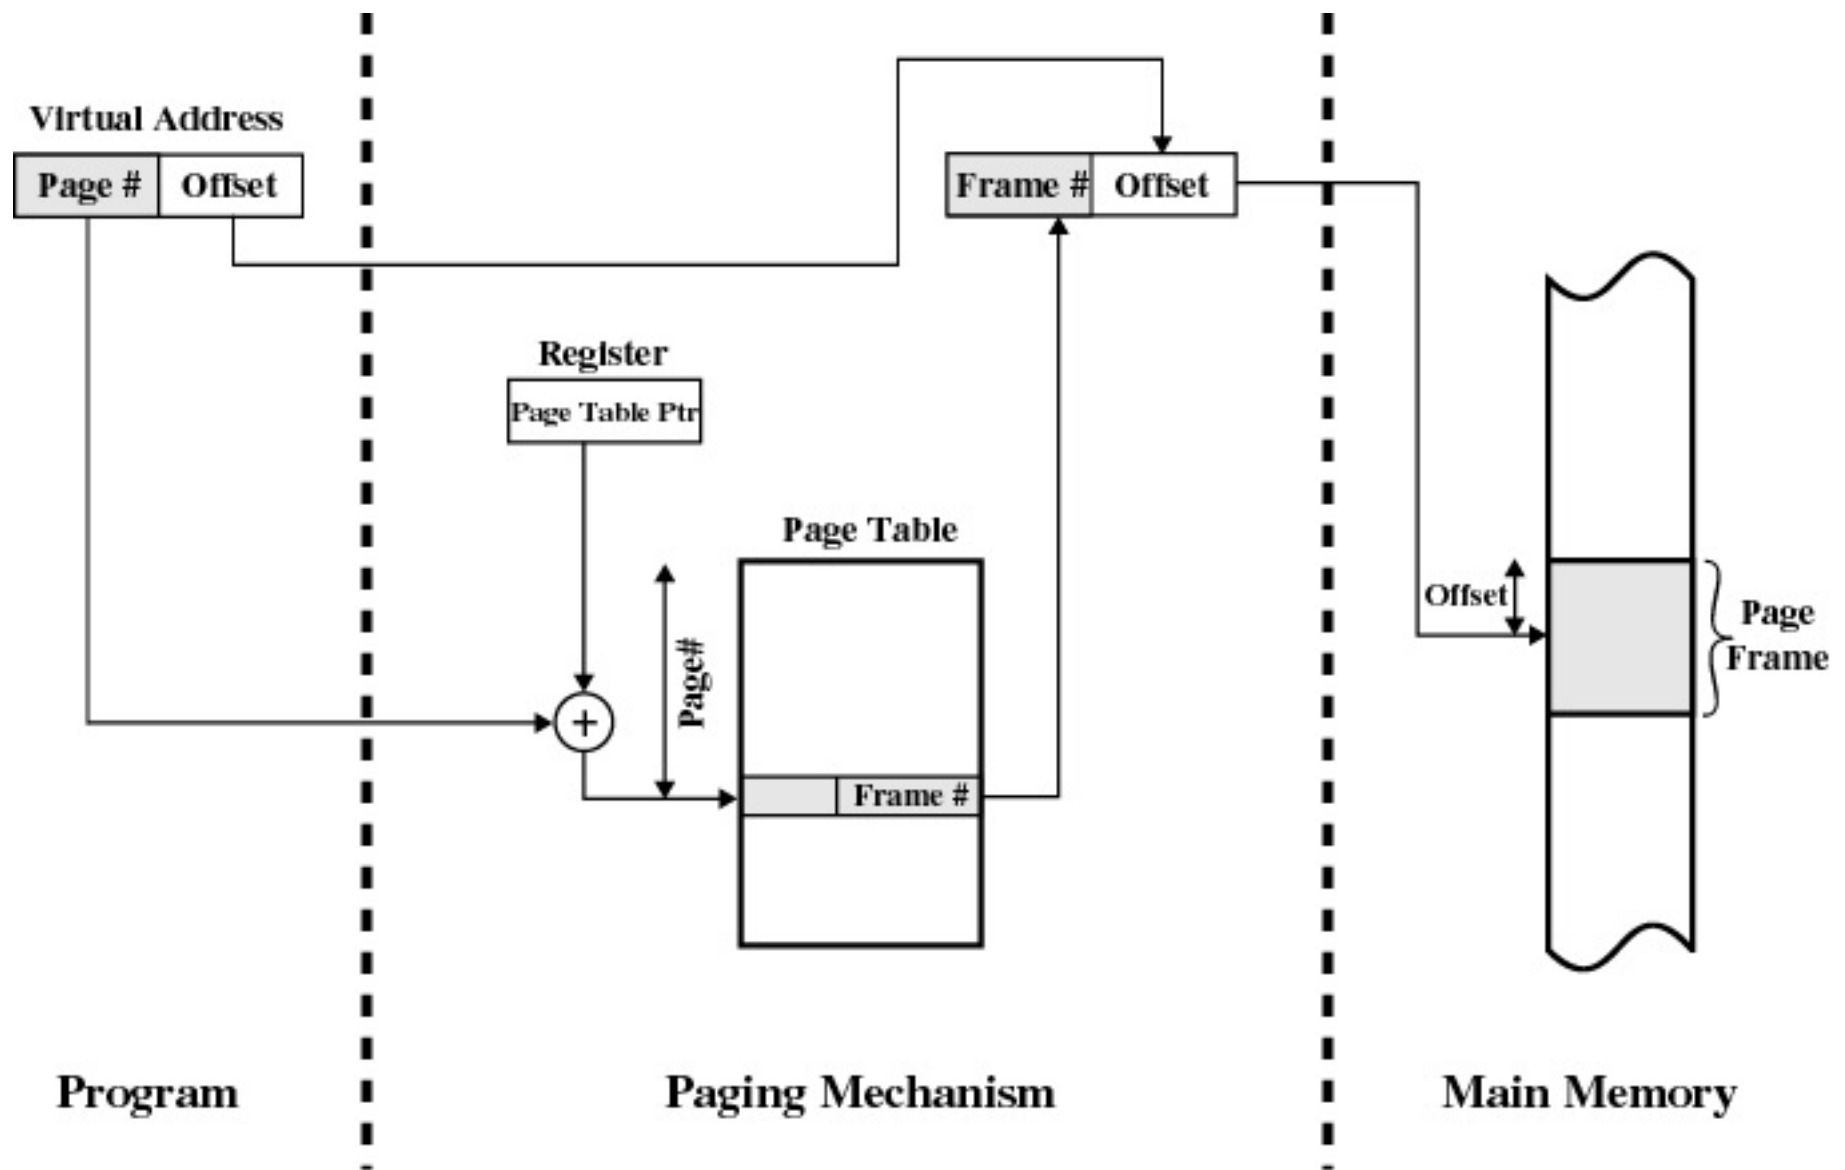 Virtual Address
Page # Offset
Frame # Offset
Register
Page Table Ptr
Page Table
Page#
Frame #
+
Offset
Page
Frame
Program
Paging Mechanism
Main Memory